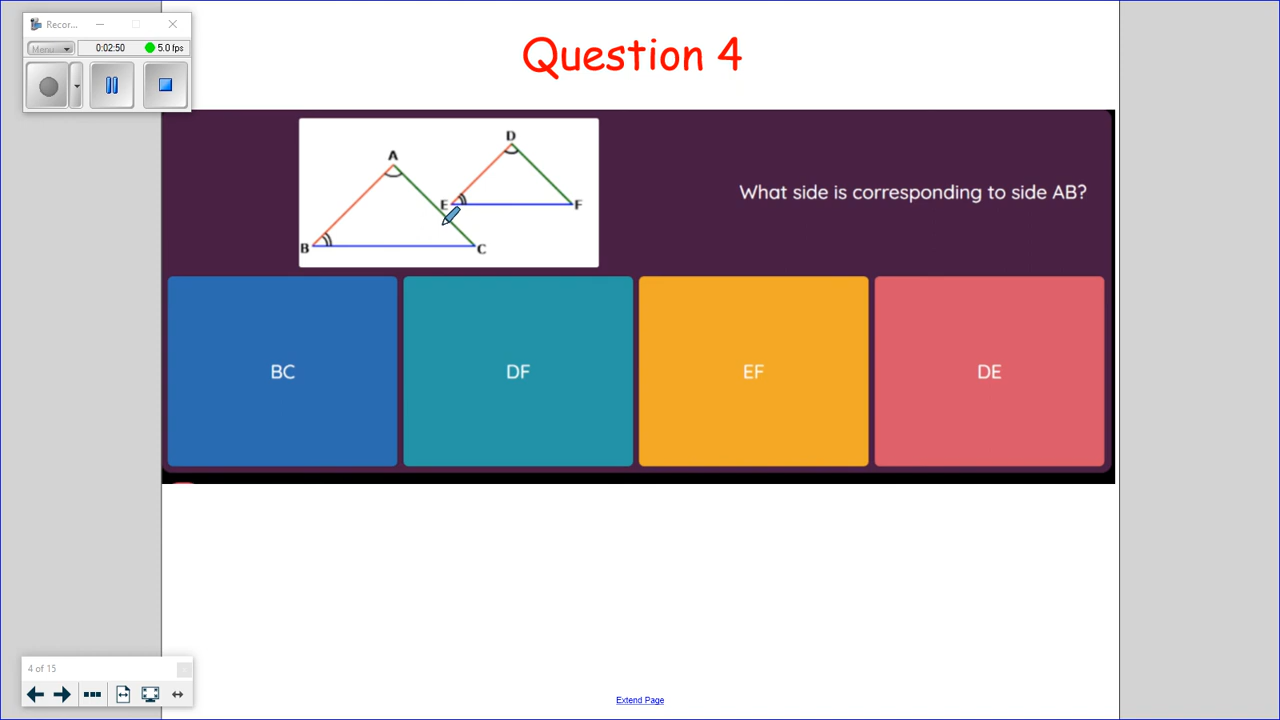 Recor...
Menu
0:02:50
5.0 fps
Question 4
A
B
C
D
E
F
What side is corresponding to side AB?
BC
DF
EF
DE
4 of 15
Extend Page